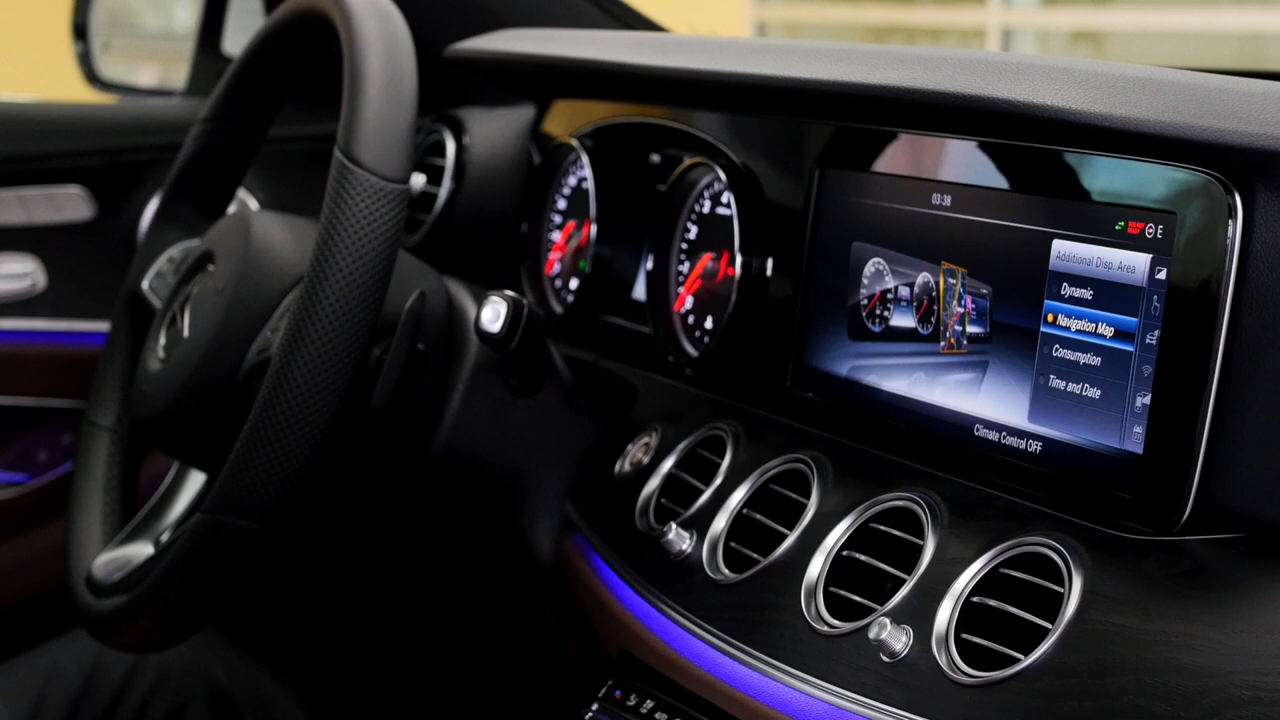 03:38
E
Additional Disp. Area
Dynamic
Navigation Map
Consumption
Time and Date
Climate Control OFF